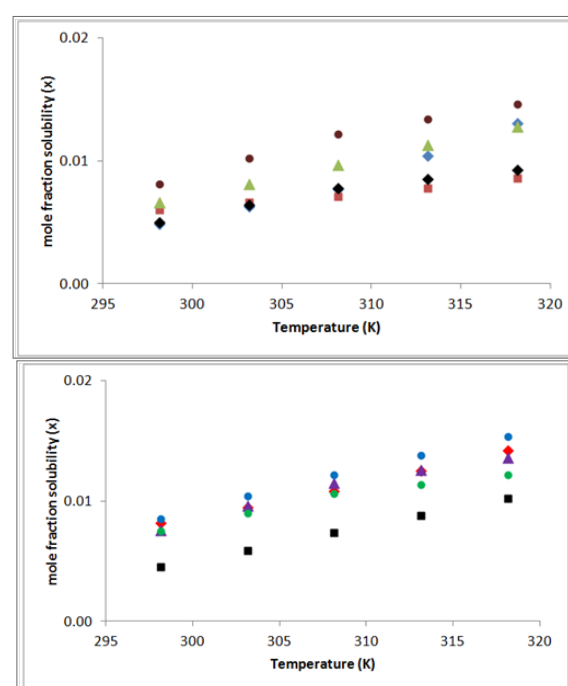 0.02
0.01
0.00
mole fraction solubility (x)
295 300 305 310 315 320
Temperature (K)
0.02
0.01
0.00
mole fraction solubility (x)
295 300 305 310 315 320
Temperature (K)